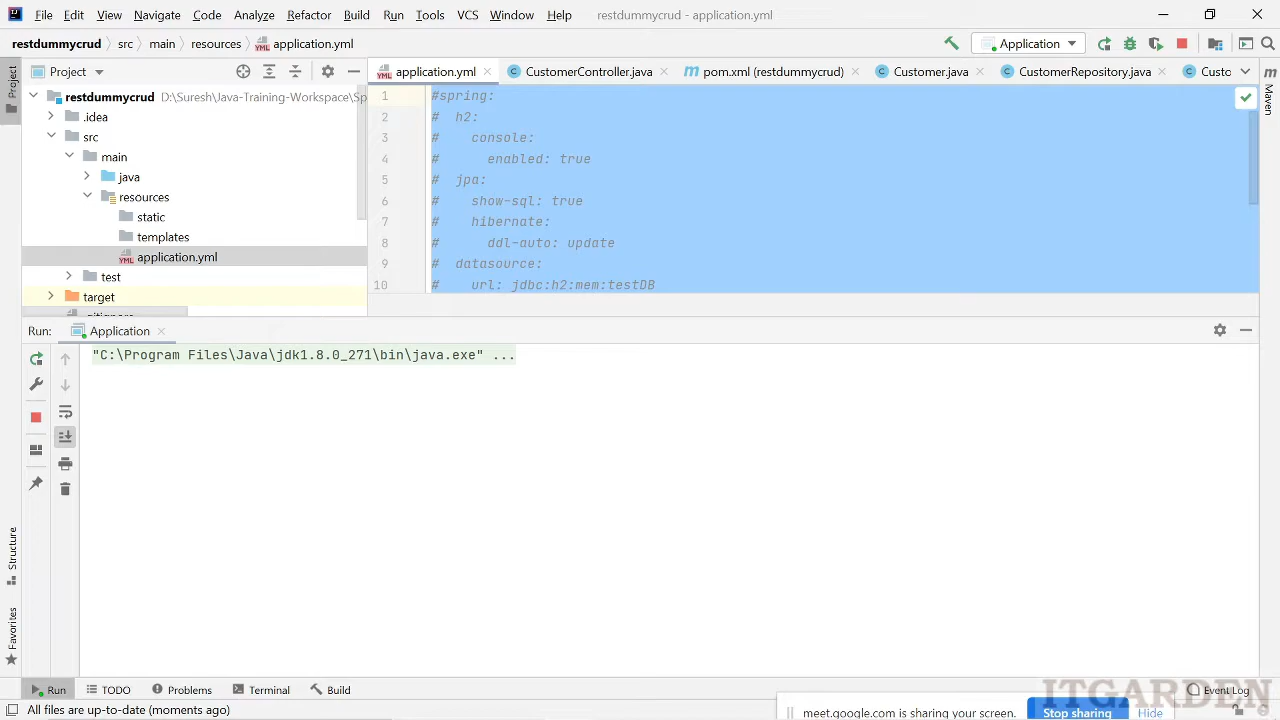 File Edit View Navigate Code Analyze Refactor Build Run Tools VCS Window Help restdummycrud - application.yml
restdummycrud src main resources application.yml Application
Project
application.yml CustomerController.java pom.xml (restdummycrud) Customer.java CustomerRepository.java Custo
restdummycrud D:\Suresh\Java-Training-Workspace\Sp
.idea
src
main
java
resources
static
templates
application.yml
test
target
1 #spring:
2 # h2:
3 # console:
4 # enabled: true
5 # jpa:
6 # show-sql: true
7 # hibernate:
8 # ddl-auto: update
9 # datasource:
10 # url: jdbc:h2:mem:testDB
Project
Maven
Run: Application
"C:\Program Files\Java\jdk1.8.0_271\bin\java.exe" ...
Structure
Favorites
Run TODO Problems Terminal Build Event Log
All files are up-to-date (moments ago)
meet.google.com is sharing your screen. Stop sharing Hide
ITGARDEN